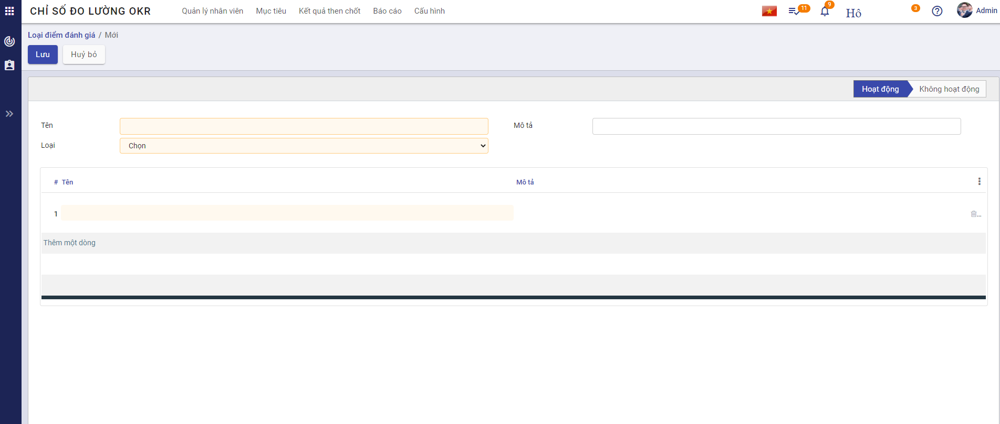 CHỈ SỐ ĐO LƯỜNG OKR
Quản lý nhân viên Mục tiêu Kết quả then chốt Báo cáo Cấu hình
11 9 Hô 3 Admin
Loại điểm đánh giá / Mới
Lưu Huỷ bỏ
Hoạt động Không hoạt động
Tên Mô tả
Loại Chọn
# Tên Mô tả
1 ...
Thêm một dòng